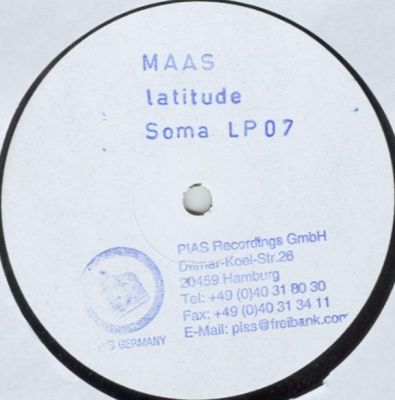 MAAS
latitude
Soma LP07
PIAS Recordings GmbH
Ditmar-Koel-Str.26
20459 Hamburg
Tel: +49 (0)40 31 80 30
Fax: +49 (0)40 31 34 11
E-Mail: piss@freibank.com
GERMANY